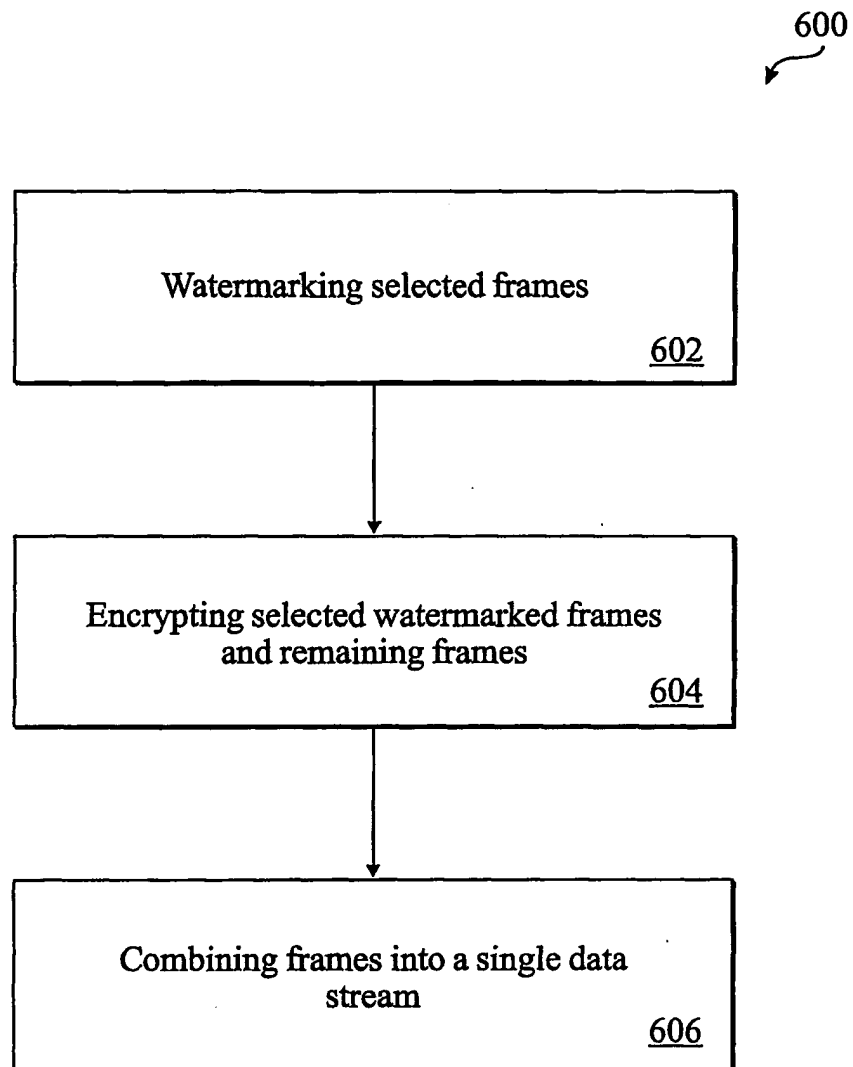 600
Watermarking selected frames
602
Encrypting selected watermarked frames
and remaining frames
604
Combining frames into a single data
stream
606